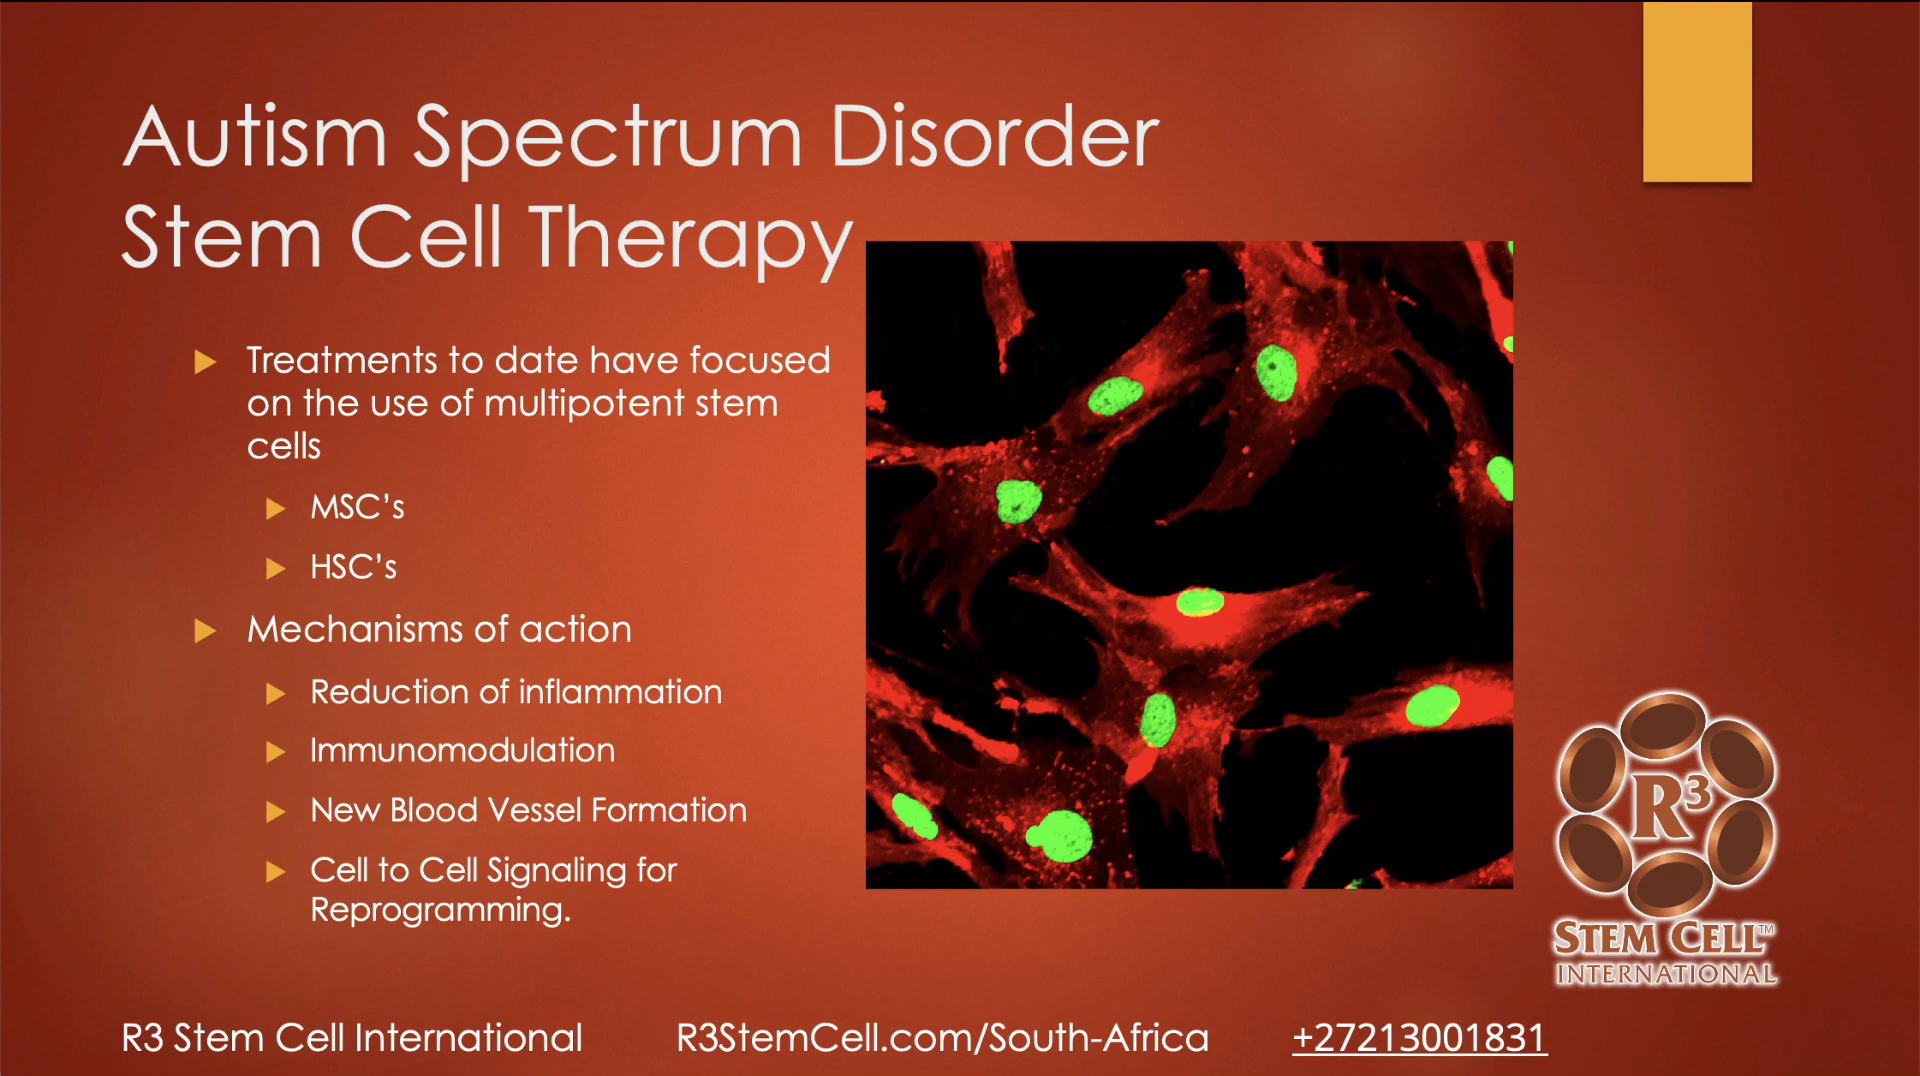 Autism Spectrum Disorder
Stem Cell Therapy
Treatments to date have focused
on the use of multipotent stem
cells
MSC's
HSC's
Mechanisms of action
Reduction of inflammation
Immunomodulation
New Blood Vessel Formation
Cell to Cell Signaling for
Reprogramming.
R³
STEM CELL™
INTERNATIONAL
R3 Stem Cell International R3StemCell.com/South-Africa +27213001831